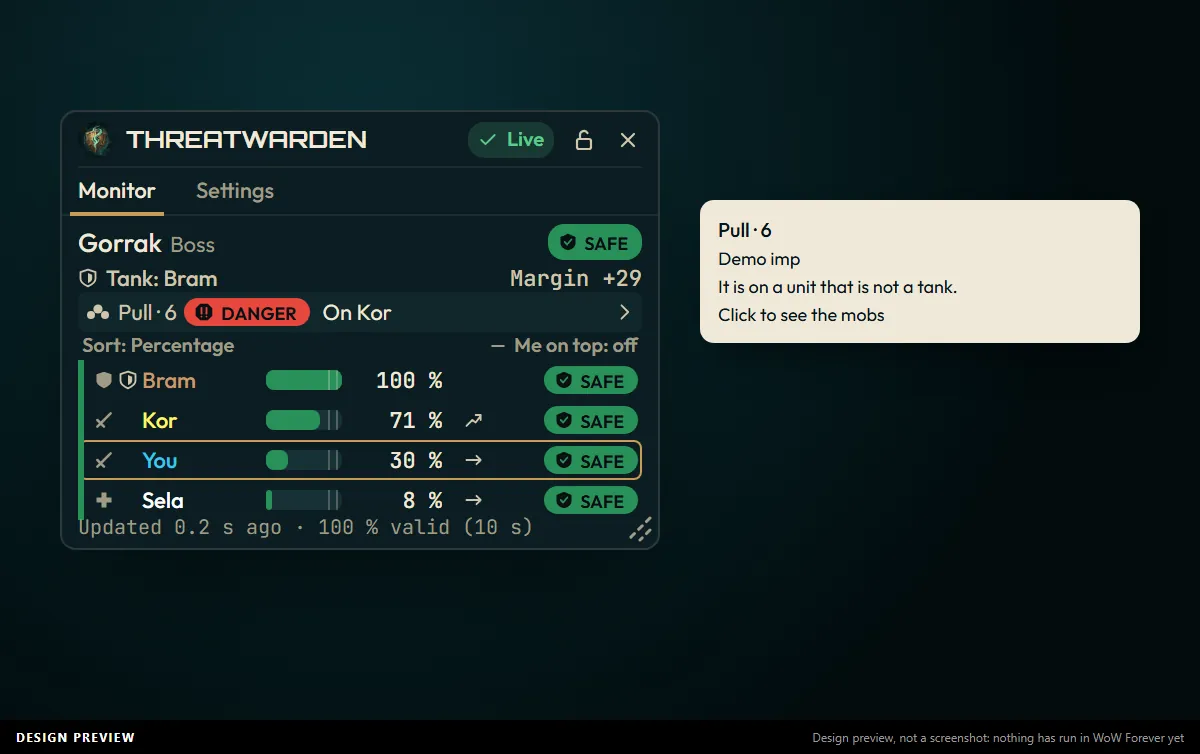 THREATWARDEN
Live
Monitor
Settings
Gorrak Boss
SAFE
Tank: Bram
Margin +29
Pull · 6 DANGER On Kor
Sort: Percentage
— Me on top: off
Bram 100 % SAFE
Kor 71 % SAFE
You 30 % SAFE
Sela 8 % SAFE
Updated 0.2 s ago · 100 % valid (10 s)
Pull · 6
Demo imp
It is on a unit that is not a tank.
Click to see the mobs
DESIGN PREVIEW
Design preview, not a screenshot: nothing has run in WoW Forever yet